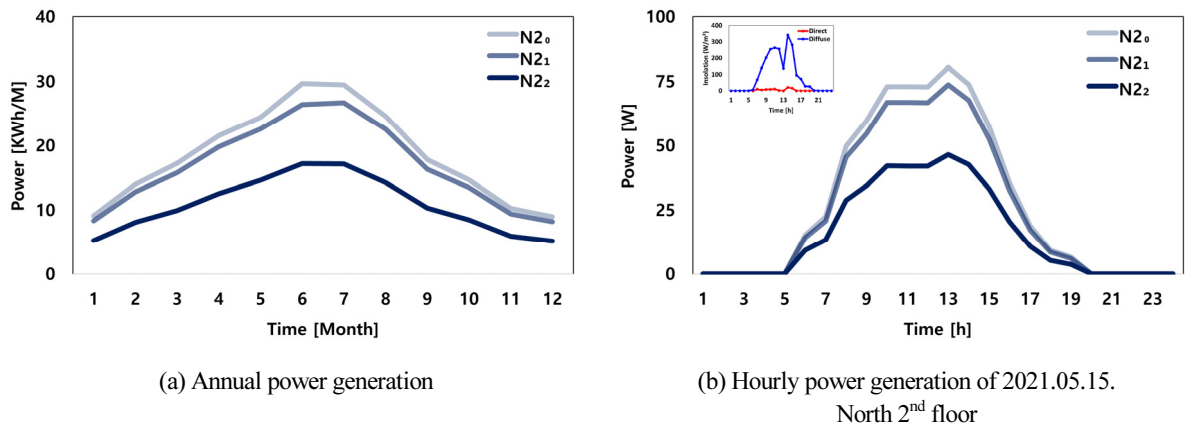 40
30
20
10
0
Power [KWh/M]
1 2 3 4 5 6 7 8 9 10 11 12
Time [Month]
N2₀
N2₁
N2₂
(a) Annual power generation
100
75
50
25
0
Power [W]
1 3 5 7 9 11 13 15 17 19 21 23
Time [h]
N2₀
N2₁
N2₂
400
300
200
100
0
Insolation (W/m²)
Direct
Diffuse
1 5 9 13 17 21
Time [h]
(b) Hourly power generation of 2021.05.15.
North 2nd floor